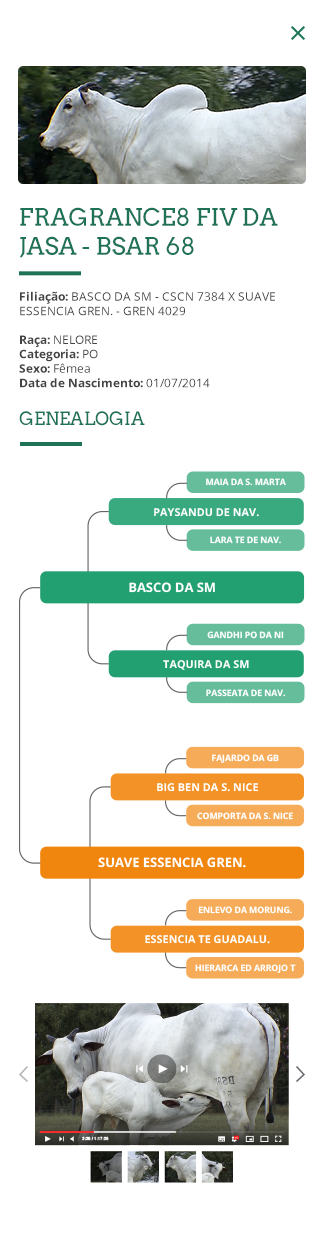 FRAGRANCE8 FIV DA
JASA - BSAR 68
Filiação: BASCO DA SM - CSCN 7384 X SUAVE
ESSENCIA GREN. - GREN 4029
Raça: NELORE
Categoria: PO
Sexo: Fêmea
Data de Nascimento: 01/07/2014
GENEALOGIA
MAIA DA S. MARTA
PAYSANDU DE NAV.
LARA TE DE NAV.
BASCO DA SM
GANDHI PO DA NI
TAQUIRA DA SM
PASSEATA DE NAV.
FAJARDO DA GB
BIG BEN DA S. NICE
COMPORTA DA S. NICE
SUAVE ESSENCIA GREN.
ENLEVO DA MORUNG.
ESSENCIA TE GUADALU.
HIERARCA ED ARROJO T